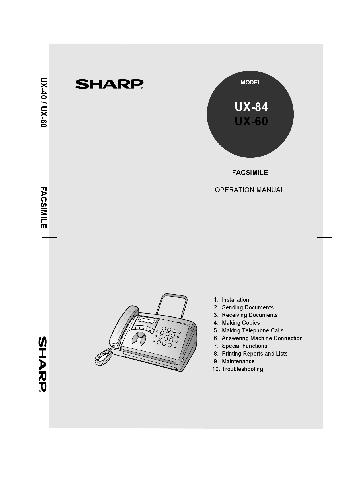 UX-40 / UX-60
FACSIMILE
SHARP
SHARP
MODEL
UX-84
UX-60
FACSIMILE
OPERATION MANUAL
1. Installation
2. Sending Documents
3. Receiving Documents
4. Making Copies
5. Making Telephone Calls
6. Answering Machine Connection
7. Special Functions
8. Printing Reports and Lists
9. Maintenance
10. Troubleshooting